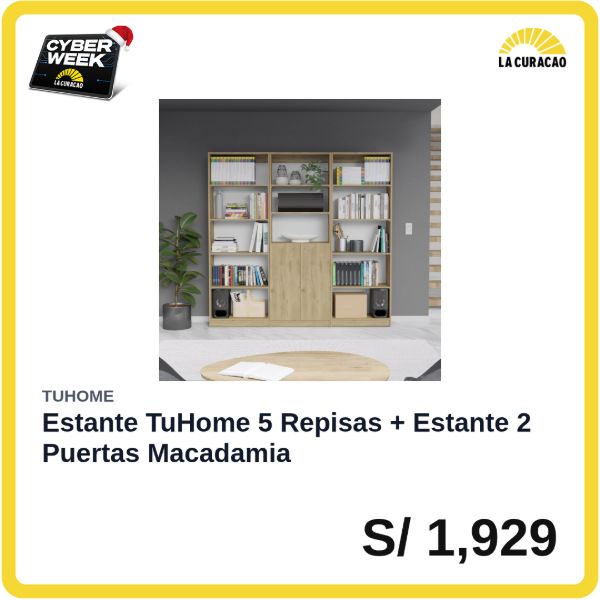 CYBER
WEEK
LA CURACAO
LA CURACAO
TUHOME
Estante TuHome 5 Repisas + Estante 2
Puertas Macadamia
S/ 1,929